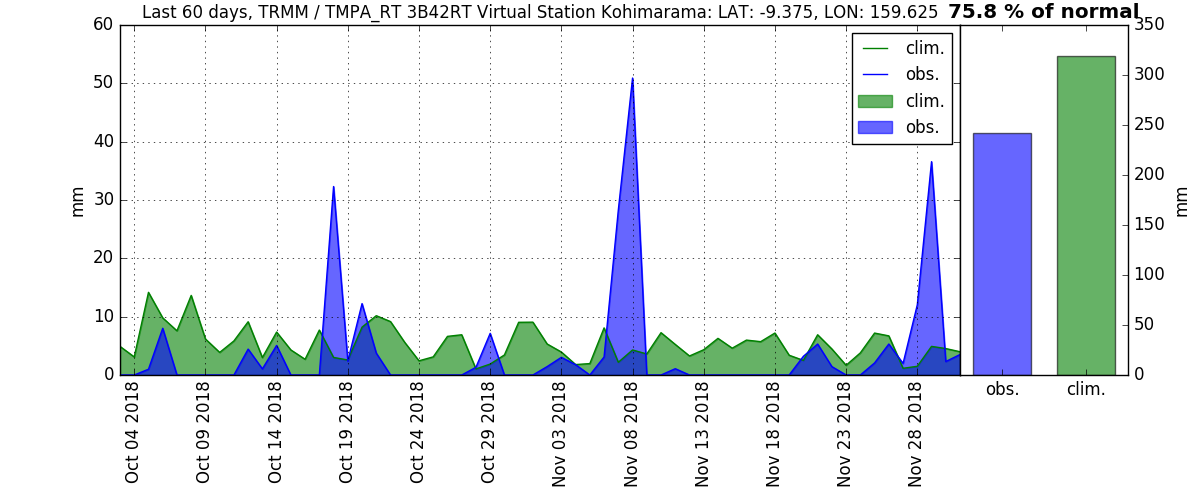 Last 60 days, TRMM / TMPA_RT 3B42RT Virtual Station Kohimarama: LAT: -9.375, LON: 159.625
75.8 % of normal
60
50
40
30
20
10
0
mm
clim.
obs.
clim.
obs.
Oct 04 2018
Oct 09 2018
Oct 14 2018
Oct 19 2018
Oct 24 2018
Oct 29 2018
Nov 03 2018
Nov 08 2018
Nov 13 2018
Nov 18 2018
Nov 23 2018
Nov 28 2018
350
300
250
200
150
100
50
0
mm
obs.
clim.